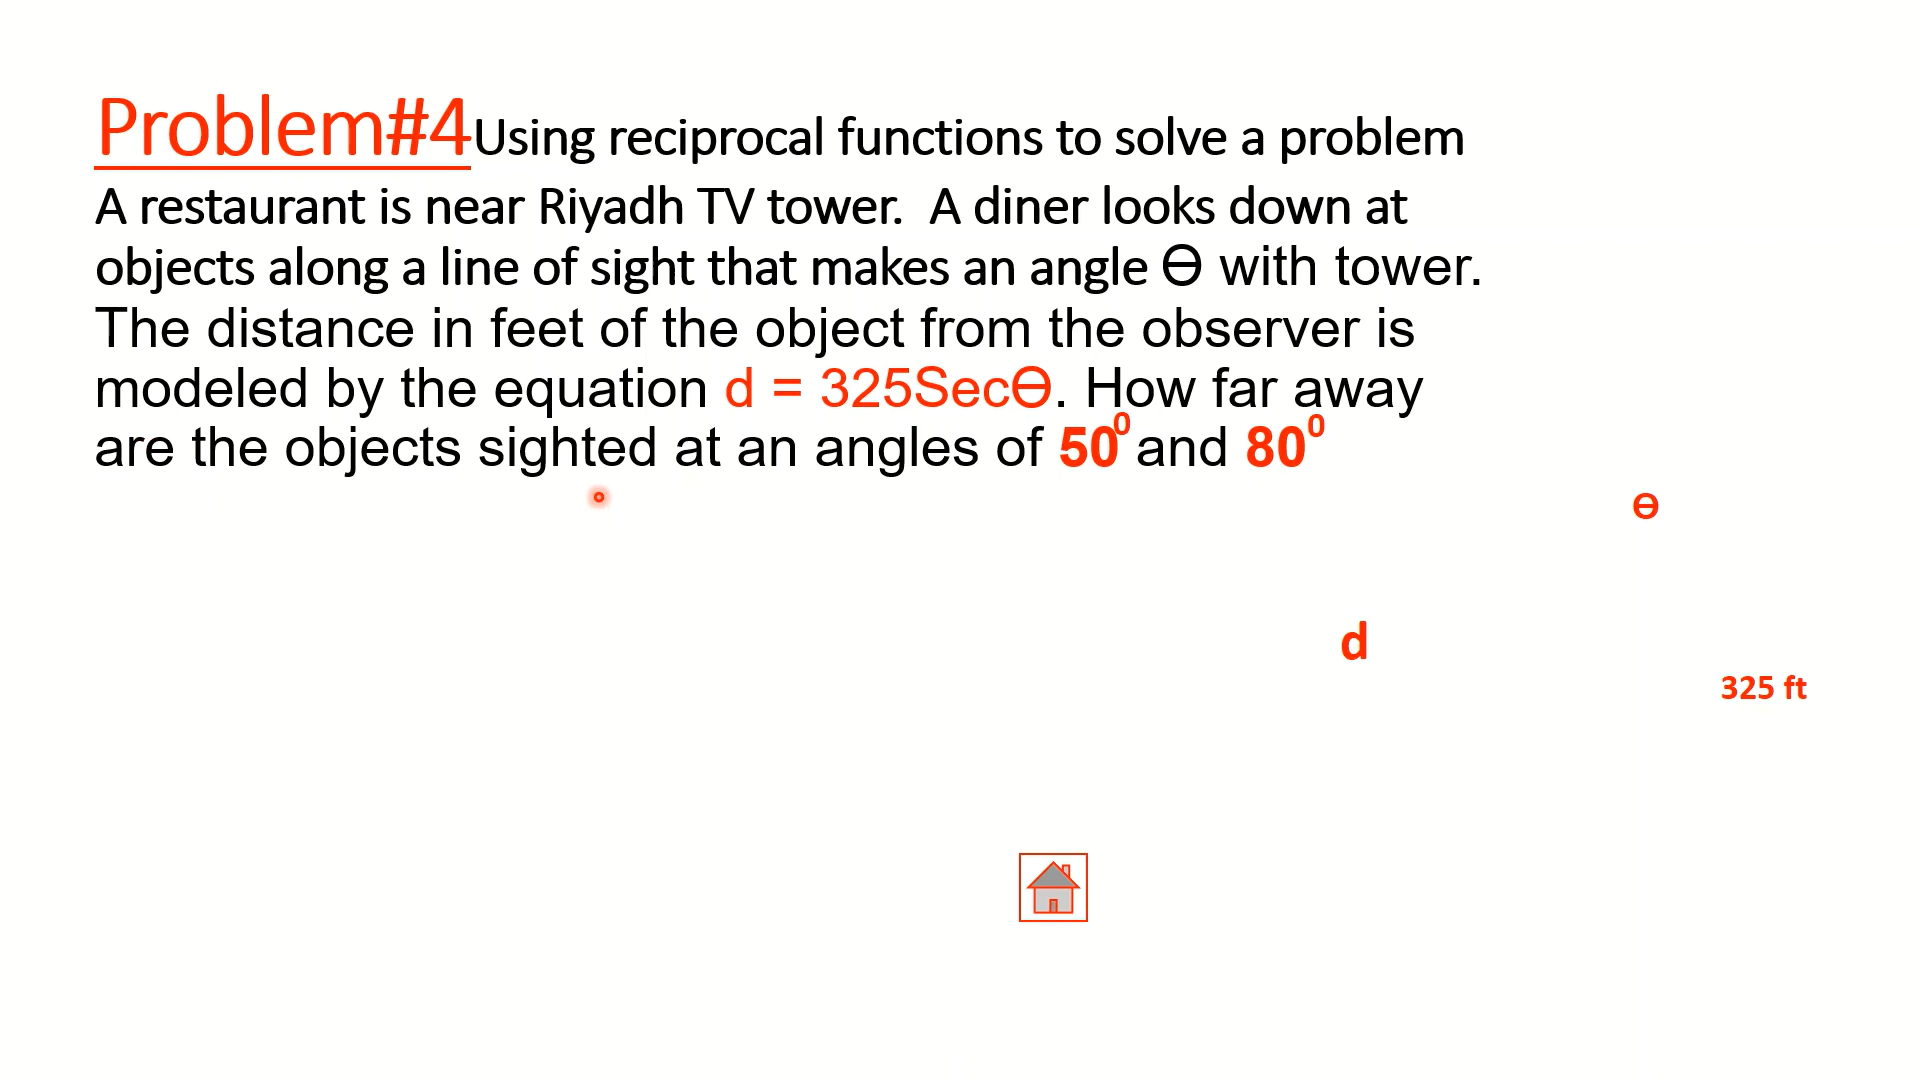 Problem#4Using reciprocal functions to solve a problem
A restaurant is near Riyadh TV tower. A diner looks down at
objects along a line of sight that makes an angle Ɵ with tower.
The distance in feet of the object from the observer is
modeled by the equation d = 325SecƟ. How far away
are the objects sighted at an angles of 50⁰ and 80⁰
Ɵ
d
325 ft